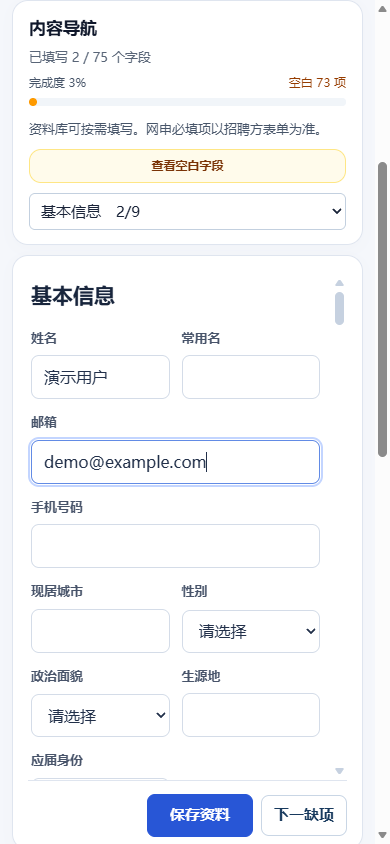 内容导航
已填写 2 / 75 个字段
完成度 3% 空白 73 项
资料库可按需填写。网申必填项以招聘方表单为准。
查看空白字段
基本信息 2/9
基本信息
姓名 常用名
演示用户
邮箱
demo@example.com
手机号码
现居城市 性别
请选择
政治面貌 生源地
请选择
应届身份
保存资料 下一缺项